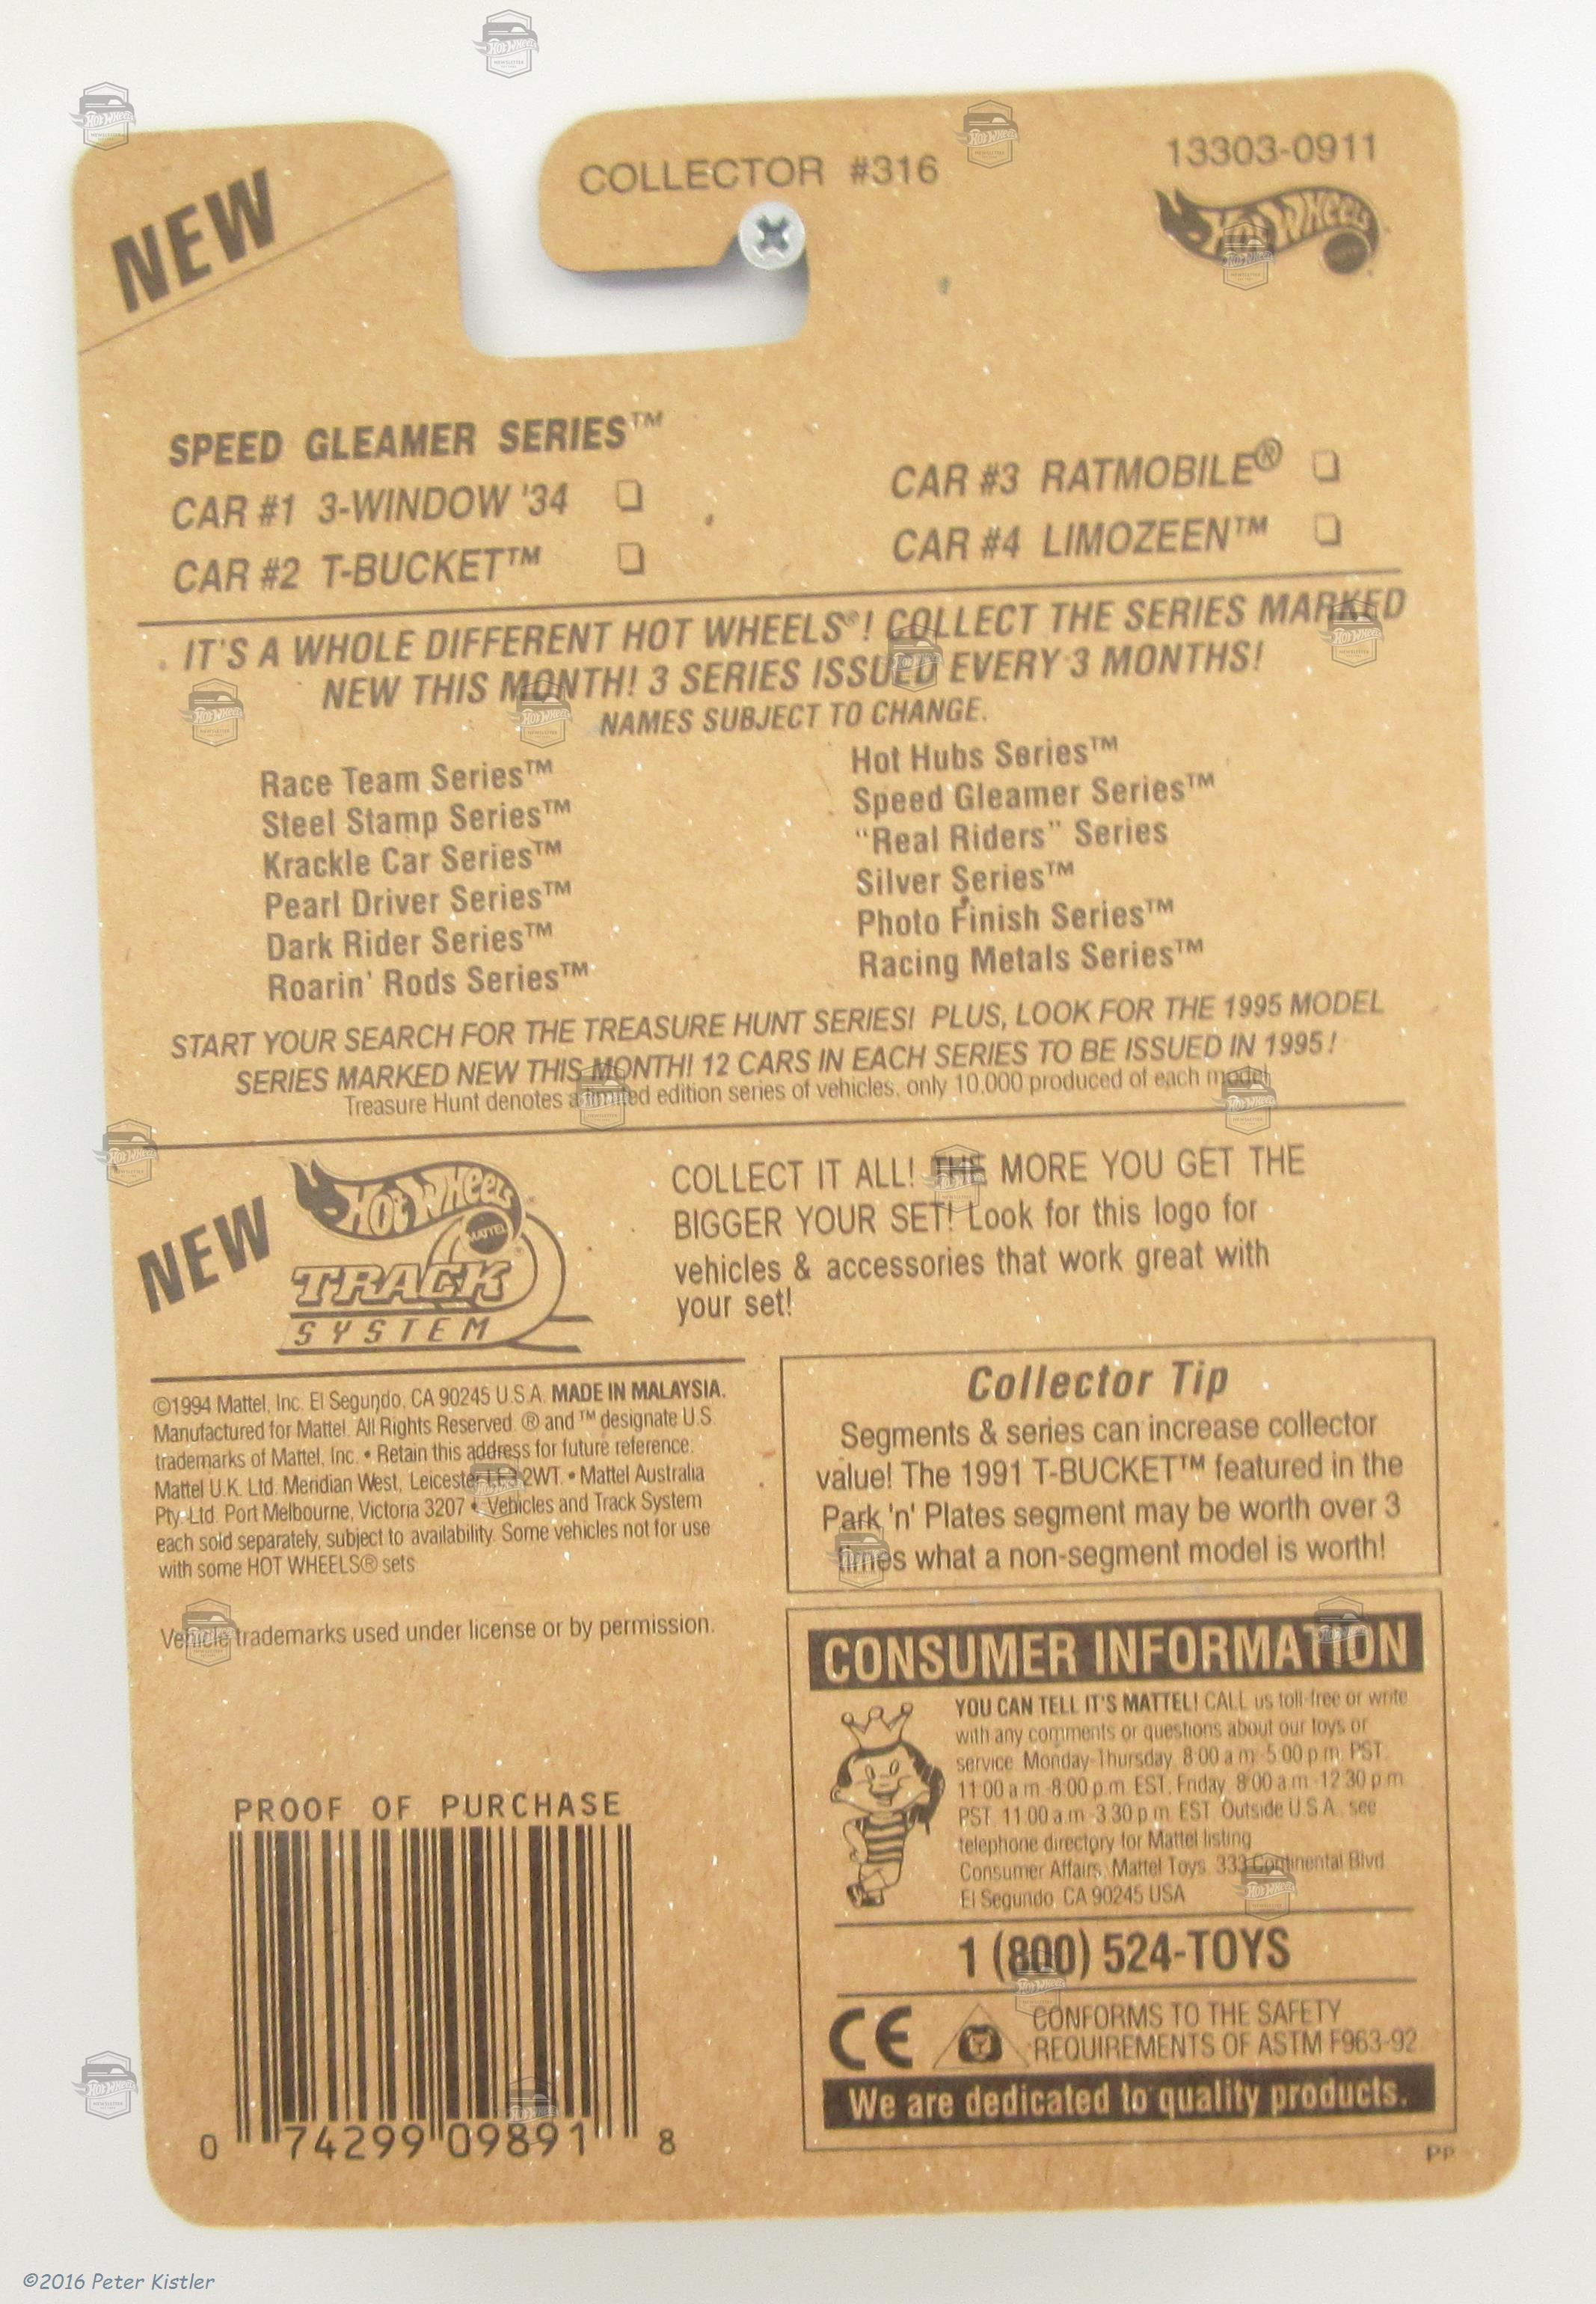 COLLECTOR #316
13303-0911
NEW
HOT WHEELS
SPEED GLEAMER SERIES™
CAR #1 3-WINDOW '34 ❏
CAR #2 T-BUCKET™ ❏
CAR #3 RATMOBILE® ❏
CAR #4 LIMOZEEN™ ❏
IT'S A WHOLE DIFFERENT HOT WHEELS®! COLLECT THE SERIES MARKED
NEW THIS MONTH! 3 SERIES ISSUED EVERY 3 MONTHS!
NAMES SUBJECT TO CHANGE.
Race Team Series™
Steel Stamp Series™
Krackle Car Series™
Pearl Driver Series™
Dark Rider Series™
Roarin' Rods Series™
Hot Hubs Series™
Speed Gleamer Series™
“Real Riders” Series
Silver Series™
Photo Finish Series™
Racing Metals Series™
START YOUR SEARCH FOR THE TREASURE HUNT SERIES! PLUS, LOOK FOR THE 1995 MODEL
SERIES MARKED NEW THIS MONTH! 12 CARS IN EACH SERIES TO BE ISSUED IN 1995!
Treasure Hunt denotes a limited edition series of vehicles, only 10,000 produced of each model
NEW
HOT WHEELS
MATTEL
TRACK
SYSTEM
COLLECT IT ALL! THE MORE YOU GET THE
BIGGER YOUR SET! Look for this logo for
vehicles & accessories that work great with
your set!
©1994 Mattel, Inc. El Segundo, CA 90245 U.S.A. MADE IN MALAYSIA.
Manufactured for Mattel. All Rights Reserved. ® and ™ designate U.S.
trademarks of Mattel, Inc. • Retain this address for future reference:
Mattel U.K. Ltd. Meridian West, Leicester 2WT. • Mattel Australia
Pty. Ltd. Port Melbourne, Victoria 3207 • Vehicles and Track System
each sold separately, subject to availability. Some vehicles not for use
with some HOT WHEELS® sets.
Vehicle trademarks used under license or by permission.
Collector Tip
Segments & series can increase collector
value! The 1991 T-BUCKET™ featured in the
Park 'n' Plates segment may be worth over 3
times what a non-segment model is worth!
CONSUMER INFORMATION
YOU CAN TELL IT'S MATTEL! CALL us toll-free or write
with any comments or questions about our toys or
service. Monday-Thursday, 8:00 a.m.-5:00 p.m. PST.
11:00 a.m.-8:00 p.m. EST, Friday, 8:00 a.m.-12:30 p.m.
PST, 11:00 a.m.-3:30 p.m. EST. Outside U.S.A., see
telephone directory for Mattel listing.
Consumer Affairs, Mattel Toys, 333 Continental Blvd.
El Segundo, CA 90245 USA
1 (800) 524-TOYS
CE
CONFORMS TO THE SAFETY
REQUIREMENTS OF ASTM F963-92
We are dedicated to quality products.
PP
PROOF OF PURCHASE
0 74299 09891 8
©2016 Peter Kistler